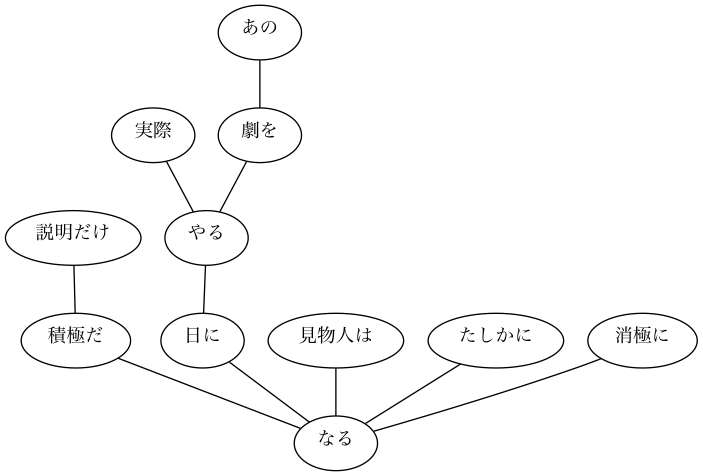 あの
実際
劇を
説明だけ
やる
積極だ
日に
見物人は
たしかに
消極に
なる